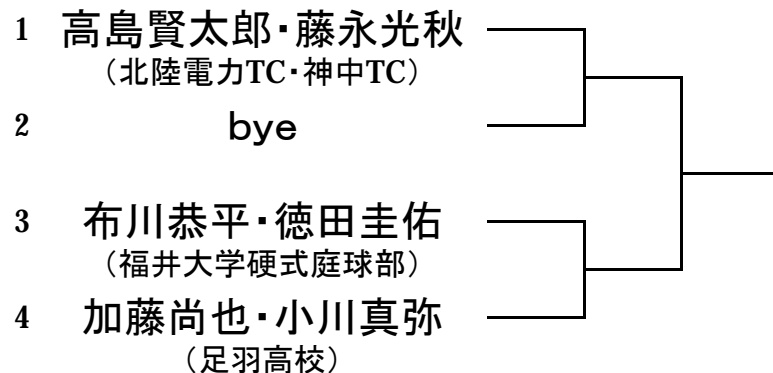 1 高島賢太郎・藤永光秋
（北陸電力TC・神中TC）
2 bye
3 布川恭平・徳田圭佑
（福井大学硬式庭球部）
4 加藤尚也・小川真弥
（足羽高校）